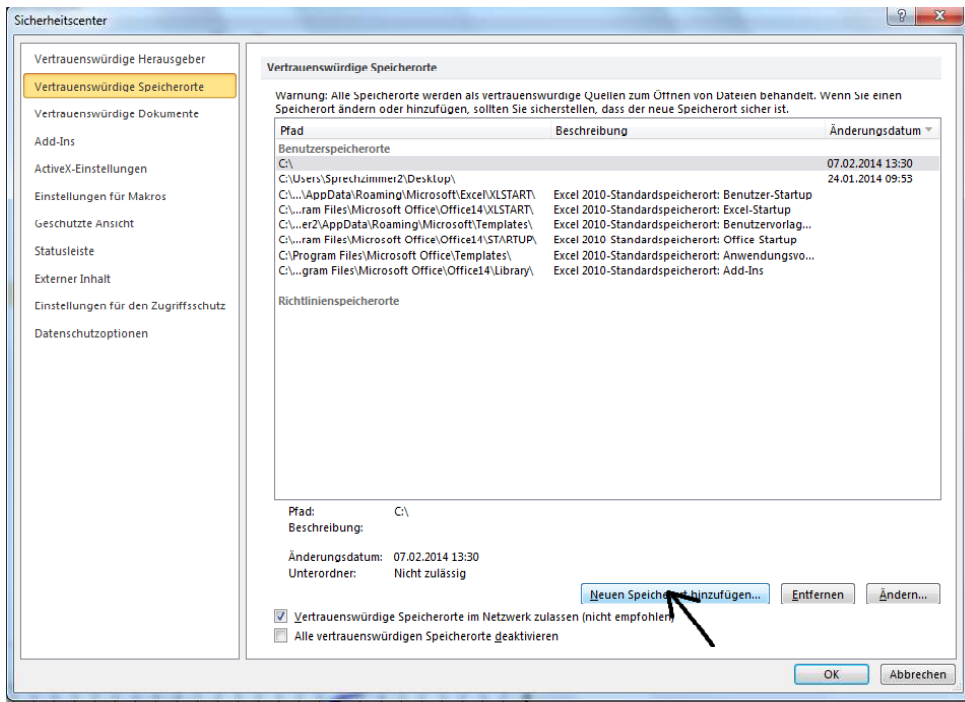 Sicherheitscenter
Vertrauenswürdige Herausgeber
Vertrauenswürdige Speicherorte
Vertrauenswürdige Dokumente
Add-Ins
ActiveX-Einstellungen
Einstellungen für Makros
Geschützte Ansicht
Statusleiste
Externer Inhalt
Einstellungen für den Zugriffsschutz
Datenschutzoptionen
Vertrauenswürdige Speicherorte
Warnung: Alle Speicherorte werden als vertrauenswürdige Quellen zum Öffnen von Dateien behandelt. Wenn Sie einen
Speicherort ändern oder hinzufügen, sollten Sie sicherstellen, dass der neue Speicherort sicher ist.
Pfad Beschreibung Änderungsdatum
Benutzerspeicherorte
C:\ 07.02.2014 13:30
C:\Users\Sprechzimmer2\Desktop\ 24.01.2014 09:53
C:\...\AppData\Roaming\Microsoft\Excel\XLSTART\ Excel 2010-Standardspeicherort: Benutzer-Startup
C:\...ram Files\Microsoft Office\Office14\XLSTART\ Excel 2010-Standardspeicherort: Excel-Startup
C:\...er2\AppData\Roaming\Microsoft\Templates\ Excel 2010-Standardspeicherort: Benutzervorlag...
C:\...ram Files\Microsoft Office\Office14\STARTUP\ Excel 2010-Standardspeicherort: Office Startup
C:\Program Files\Microsoft Office\Templates\ Excel 2010-Standardspeicherort: Anwendungsvo...
C:\...gram Files\Microsoft Office\Office14\Library\ Excel 2010-Standardspeicherort: Add-Ins
Richtlinienspeicherorte
Pfad: C:\
Beschreibung:
Änderungsdatum: 07.02.2014 13:30
Unterordner: Nicht zulässig
Neuen Speicherort hinzufügen... Entfernen Ändern...
Vertrauenswürdige Speicherorte im Netzwerk zulassen (nicht empfohlen)
Alle vertrauenswürdigen Speicherorte deaktivieren
OK Abbrechen